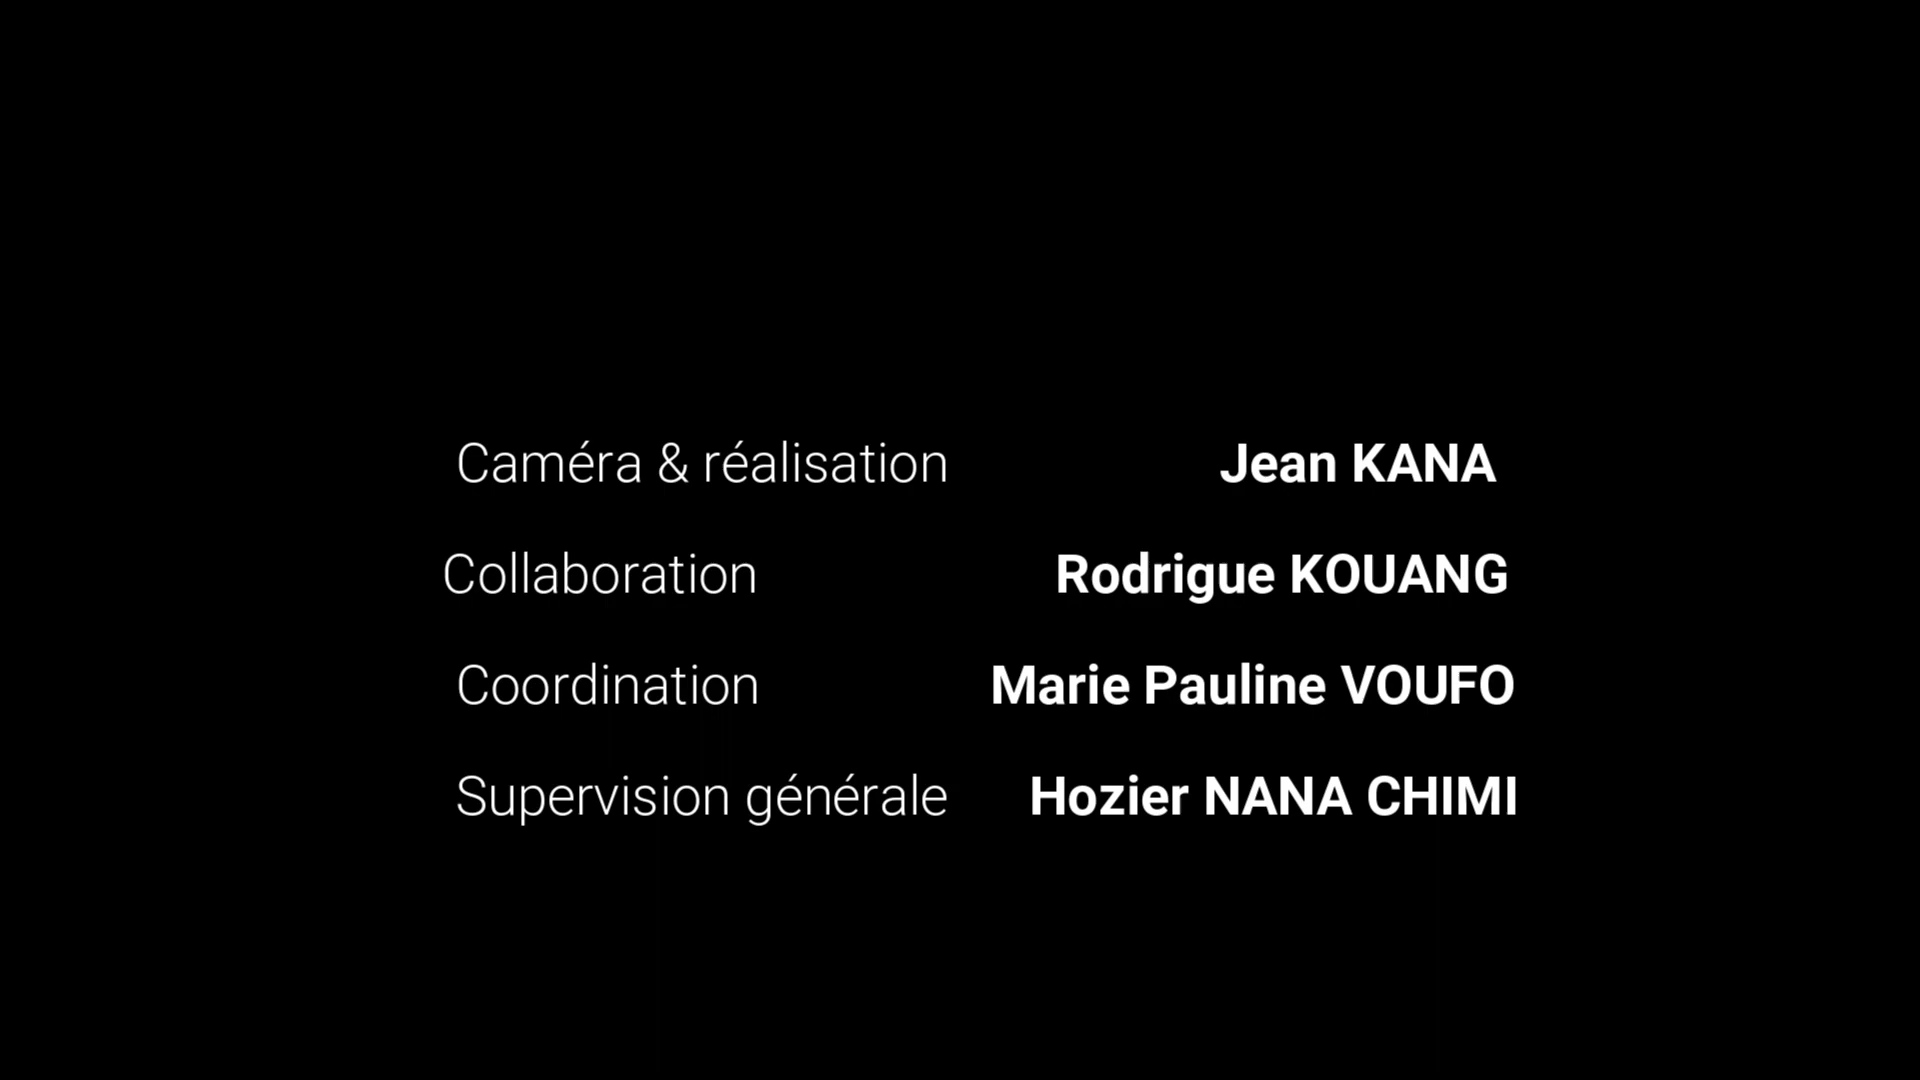 Caméra & réalisation Jean KANA
Collaboration Rodrigue KOUANG
Coordination Marie Pauline VOUFO
Supervision générale Hozier NANA CHIMI